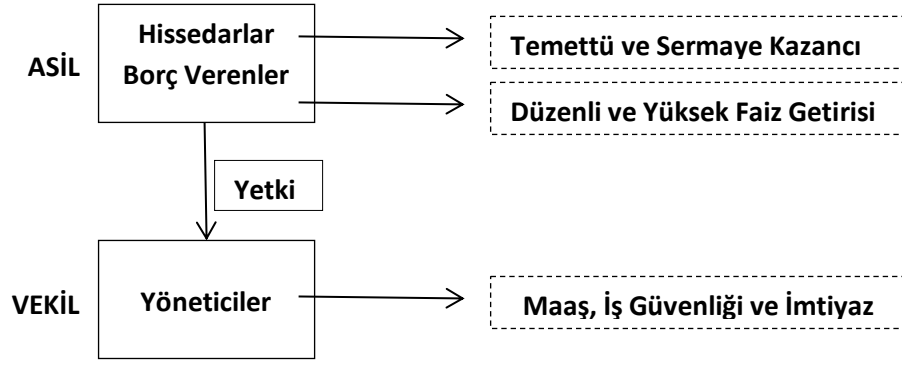 ASİL
Hissedarlar
Borç Verenler
Temettü ve Sermaye Kazancı
Düzenli ve Yüksek Faiz Getirisi
Yetki
VEKİL
Yöneticiler
Maaş, İş Güvenliği ve İmtiyaz